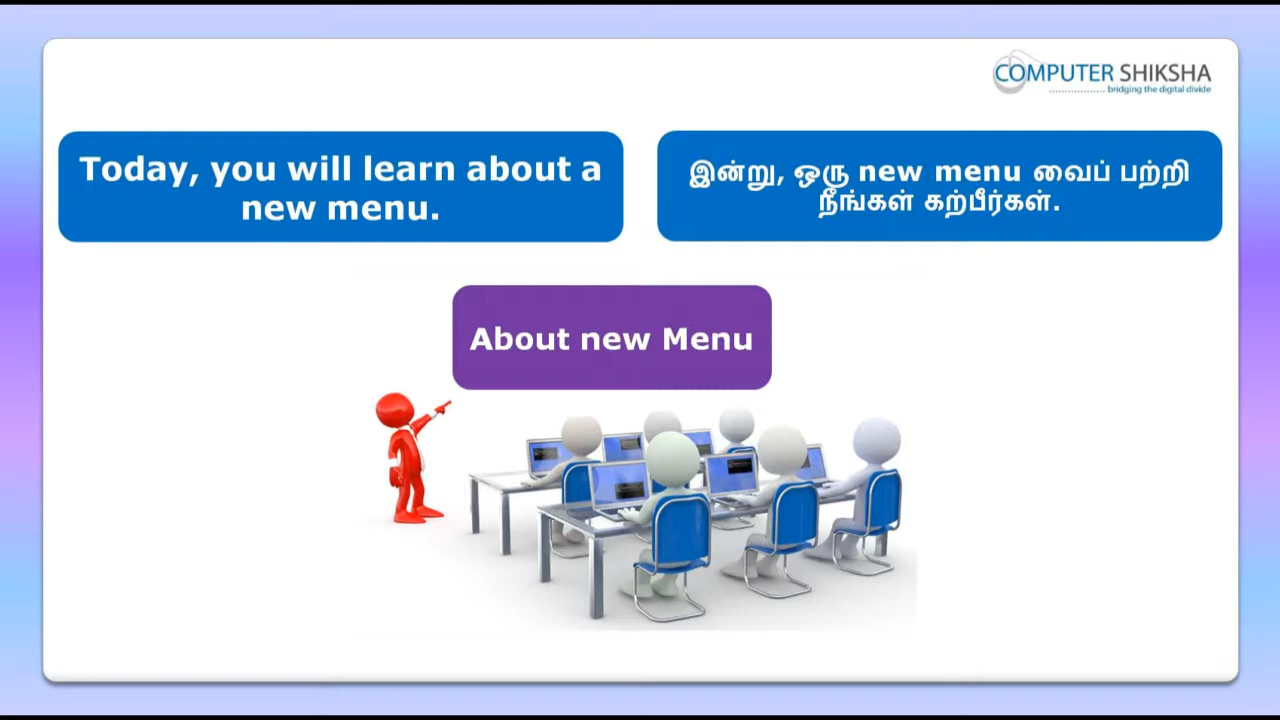 COMPUTER SHIKSHA
bridging the digital divide
Today, you will learn about a
new menu.
இன்று, ஒரு new menu வைப் பற்றி
நீங்கள் கற்பீர்கள்.
About new Menu